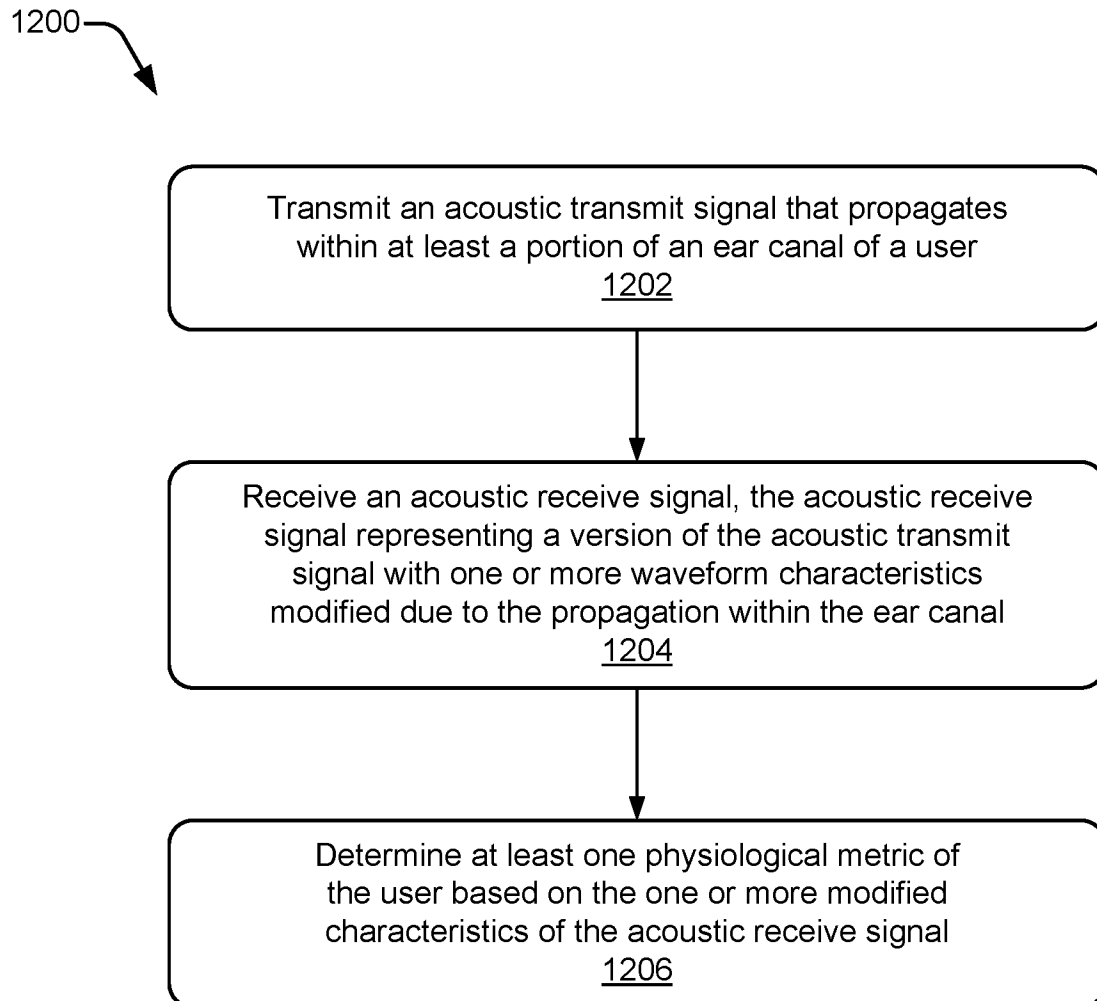 1200
Transmit an acoustic transmit signal that propagates
within at least a portion of an ear canal of a user
1202
Receive an acoustic receive signal, the acoustic receive
signal representing a version of the acoustic transmit
signal with one or more waveform characteristics
modified due to the propagation within the ear canal
1204
Determine at least one physiological metric of
the user based on the one or more modified
characteristics of the acoustic receive signal
1206